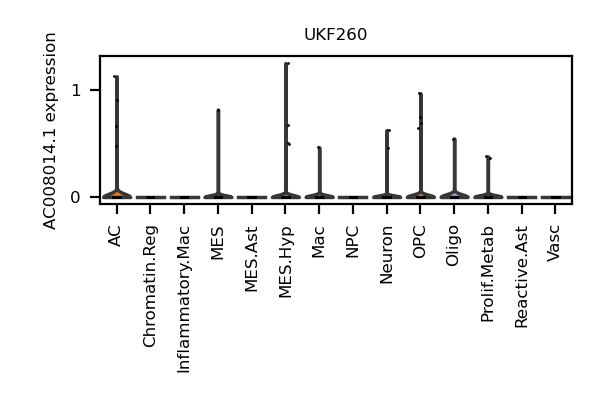 UKF260
AC008014.1 expression
1
0
AC
Chromatin.Reg
Inflammatory.Mac
MES
MES.Ast
MES.Hyp
Mac
NPC
Neuron
OPC
Oligo
Prolif.Metab
Reactive.Ast
Vasc